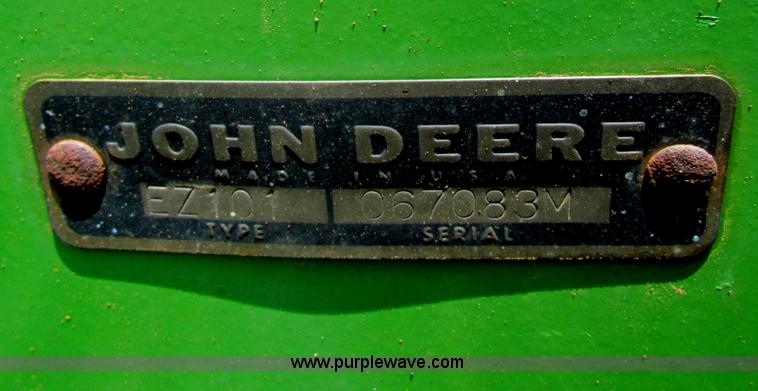 JOHN DEERE
MADE IN U S A
EZ101 067083M
TYPE SERIAL
www.purplewave.com